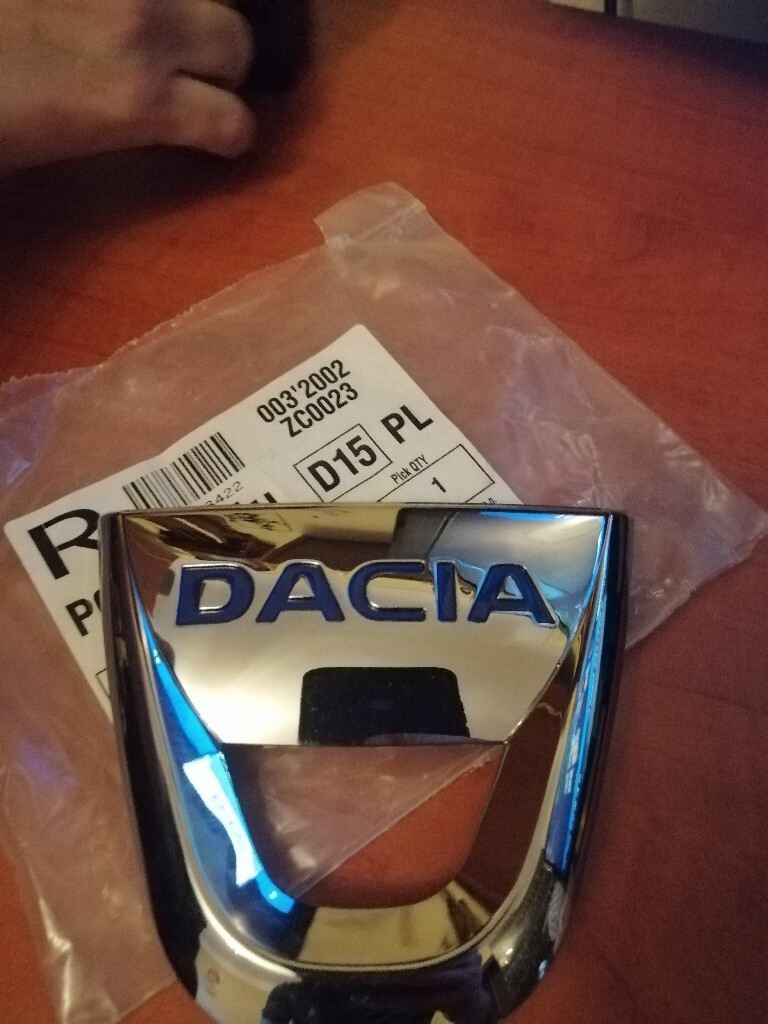 003'2002
ZC0023
D15 PL
Pick QTY
1
R
DACIA